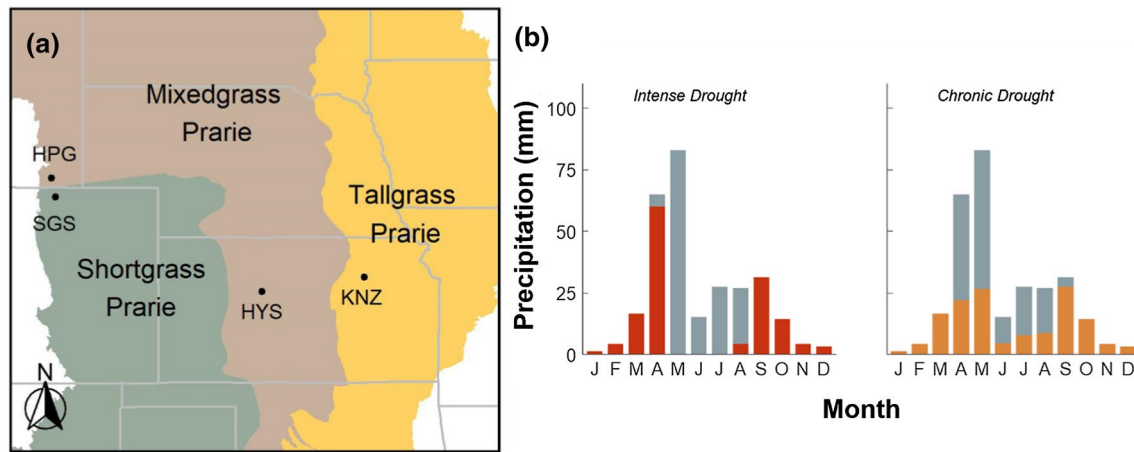 (a)
Mixedgrass
Prarie
HPG
SGS
Tallgrass
Prarie
Shortgrass
Prarie
HYS
KNZ
N
(b)
Intense Drought
Chronic Drought
Precipitation (mm)
100
75
50
25
0
J F M A M J J A S O N D
J F M A M J J A S O N D
Month